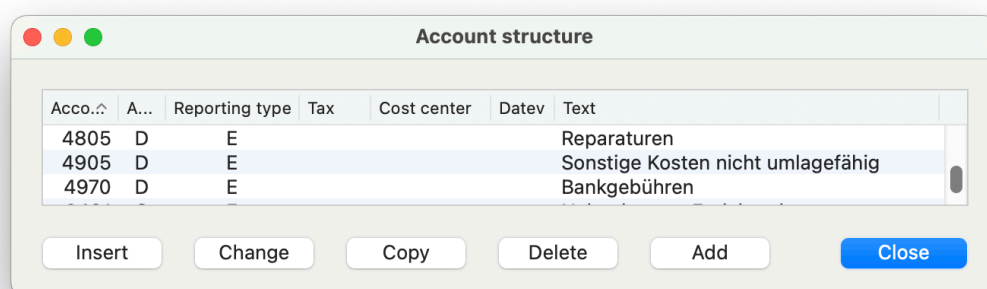 Account structure
Acco.. A... Reporting type Tax Cost center Datev Text
4805 D E Reparaturen
4905 D E Sonstige Kosten nicht umlagefähig
4970 D E Bankgebühren
Insert Change Copy Delete Add Close